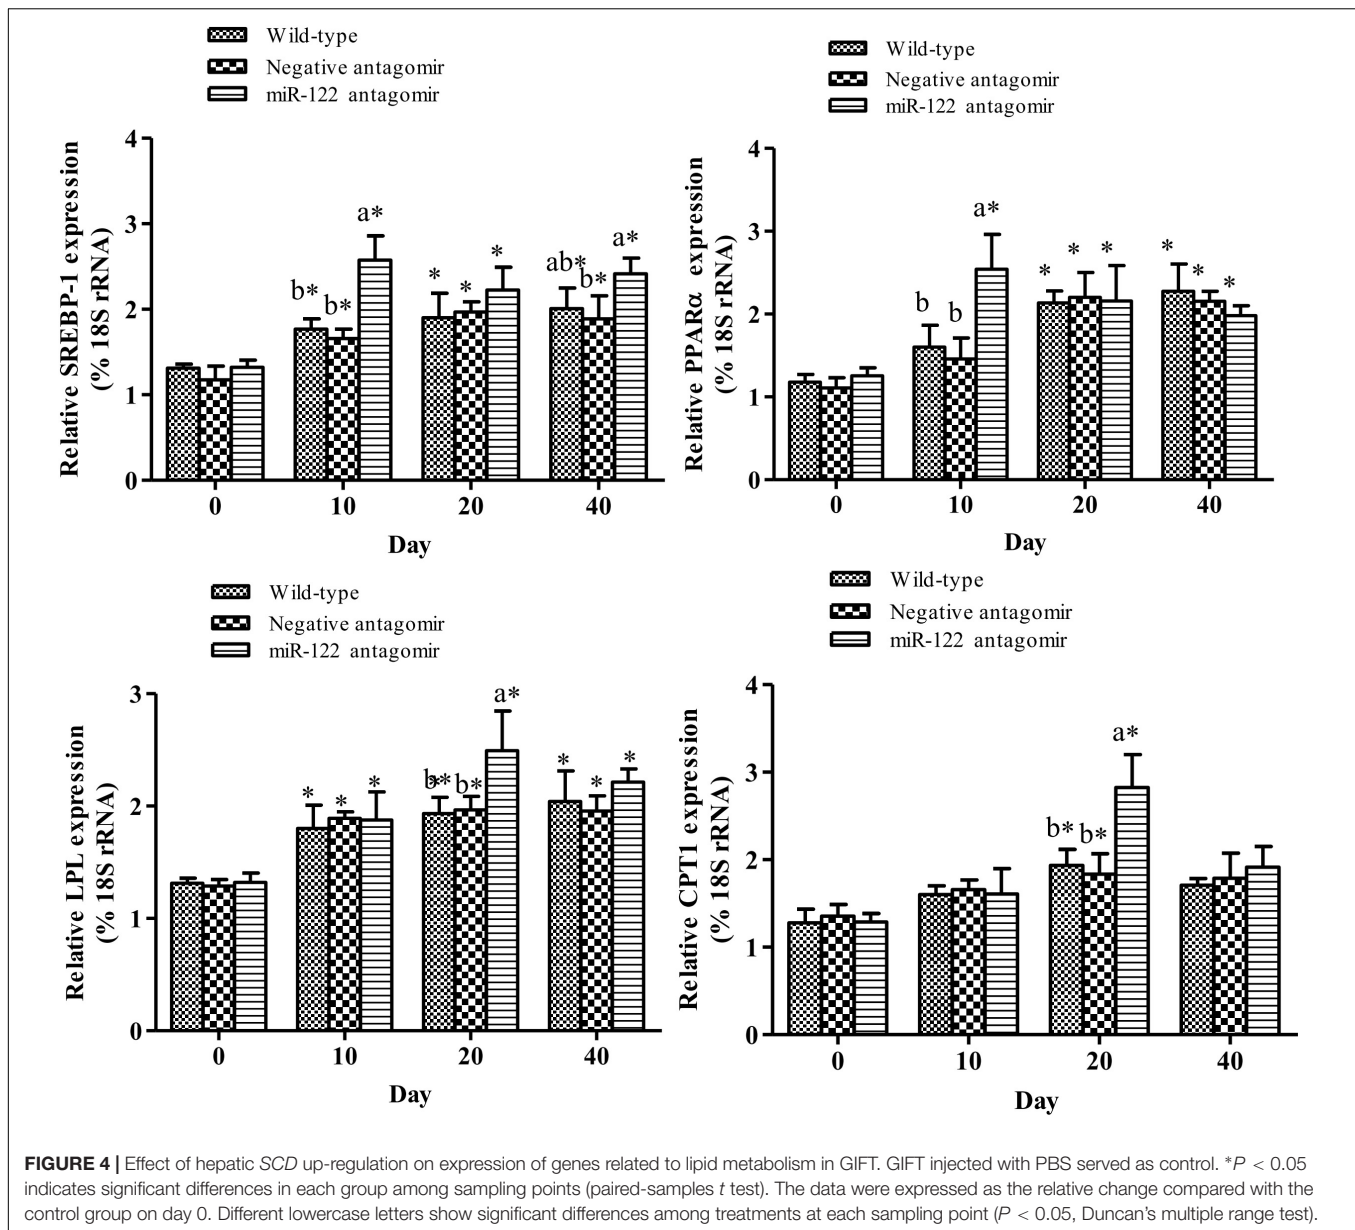 Wild-type
Negative antagomir
miR-122 antagomir
Relative SREBP-1 expression
(% 18S rRNA)
4
3
2
1
0
b*
b*
a*
*
*
*
ab*
b*
a*
0
10
20
40
Day
Wild-type
Negative antagomir
miR-122 antagomir
Relative PPARα expression
(% 18S rRNA)
4
3
2
1
0
b
b
a*
*
*
*
*
*
*
0
10
20
40
Day
Wild-type
Negative antagomir
miR-122 antagomir
Relative LPL expression
(% 18S rRNA)
3
2
1
0
*
*
*
b*
b*
a*
*
*
*
0
10
20
40
Day
Wild-type
Negative antagomir
miR-122 antagomir
Relative CPT1 expression
(% 18S rRNA)
4
3
2
1
0
b*
b*
a*
0
10
20
40
Day
FIGURE 4 | Effect of hepatic SCD up-regulation on expression of genes related to lipid metabolism in GIFT. GIFT injected with PBS served as control. *P < 0.05
indicates significant differences in each group among sampling points (paired-samples t test). The data were expressed as the relative change compared with the
control group on day 0. Different lowercase letters show significant differences among treatments at each sampling point (P < 0.05, Duncan's multiple range test).